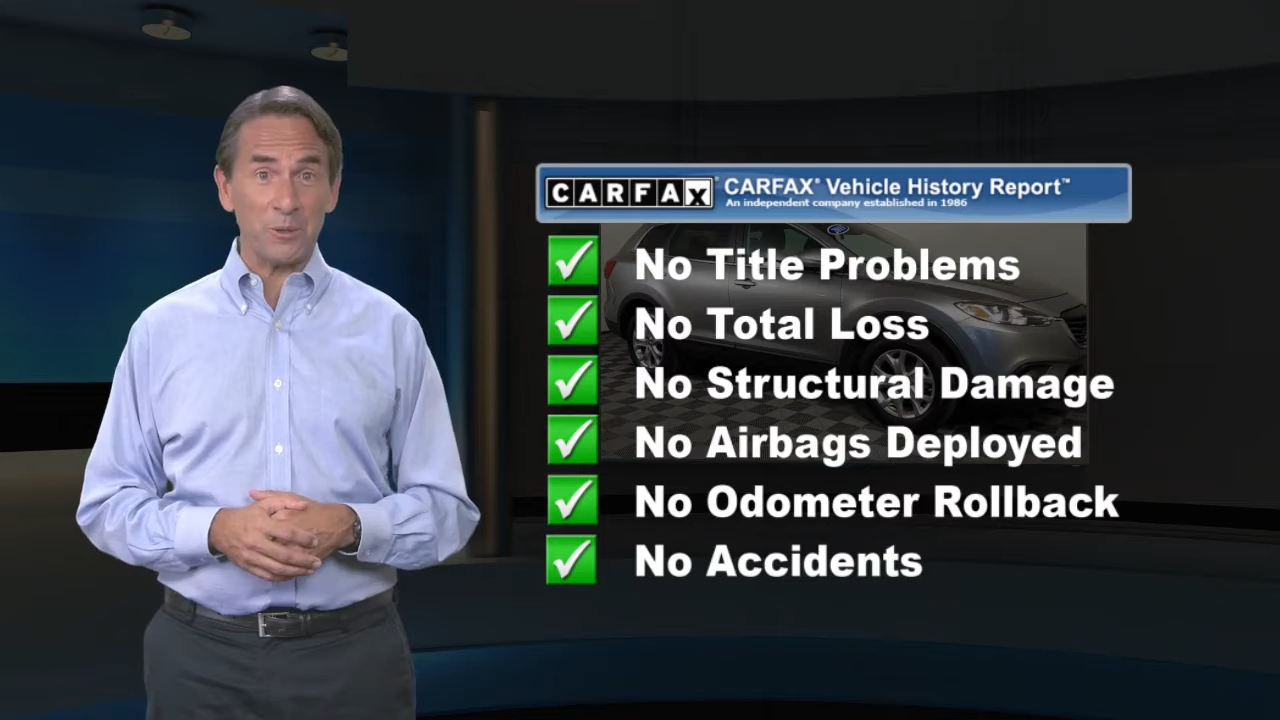 CARFAX® CARFAX® Vehicle History Report™
An independent company established in 1986
No Title Problems
No Total Loss
No Structural Damage
No Airbags Deployed
No Odometer Rollback
No Accidents